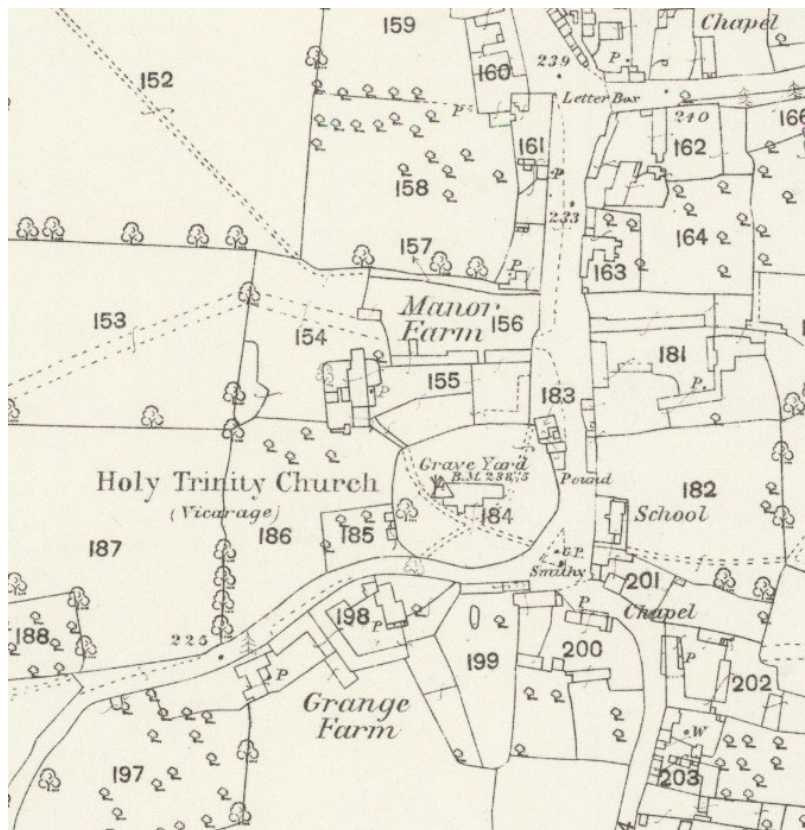 159
Chapel
152
160
239
P
Letter Box
P
240
166
161
162
158
P
233
164
157
P
163
Manor
Farm
156
153
154
181
155
P
183
P
Grave Yard
B.M. 238·5
Pound
Holy Trinity Church
(Vicarage)
182
184
School
186
185
187
G.P.
Smithy
201
Chapel
P
188
198
P
200
225
199
P
P
202
Grange
Farm
W
197
203